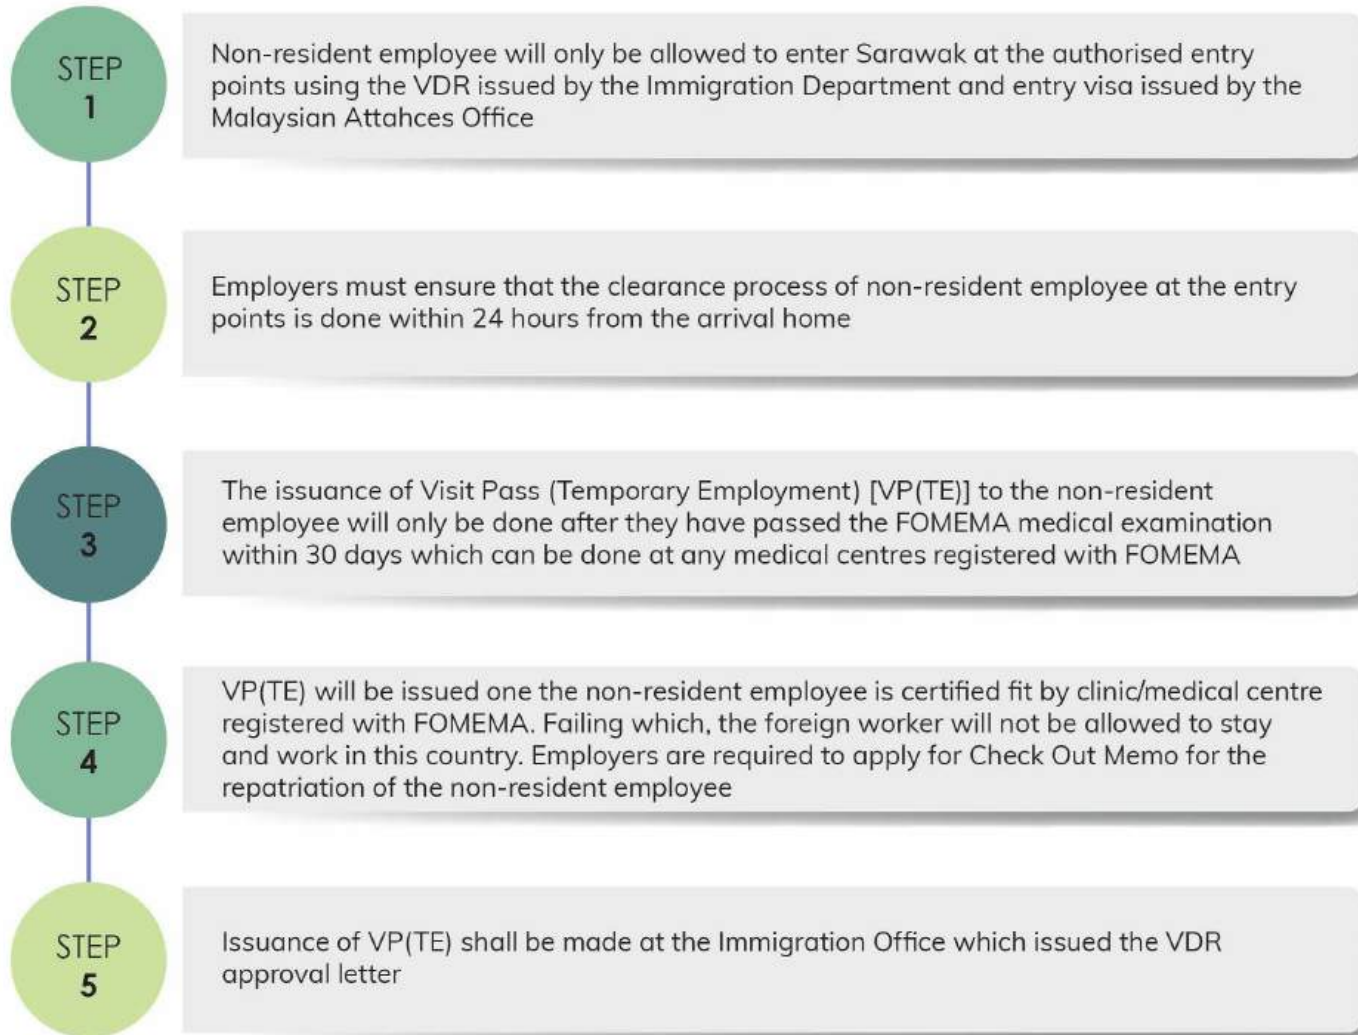 STEP
1
Non-resident employee will only be allowed to enter Sarawak at the authorised entry
points using the VDR issued by the Immigration Department and entry visa issued by the
Malaysian Attahces Office
STEP
2
Employers must ensure that the clearance process of non-resident employee at the entry
points is done within 24 hours from the arrival home
STEP
3
The issuance of Visit Pass (Temporary Employment) [VP(TE)] to the non-resident
employee will only be done after they have passed the FOMEMA medical examination
within 30 days which can be done at any medical centres registered with FOMEMA
STEP
4
VP(TE) will be issued one the non-resident employee is certified fit by clinic/medical centre
registered with FOMEMA. Failing which, the foreign worker will not be allowed to stay
and work in this country. Employers are required to apply for Check Out Memo for the
repatriation of the non-resident employee
STEP
5
Issuance of VP(TE) shall be made at the Immigration Office which issued the VDR
approval letter